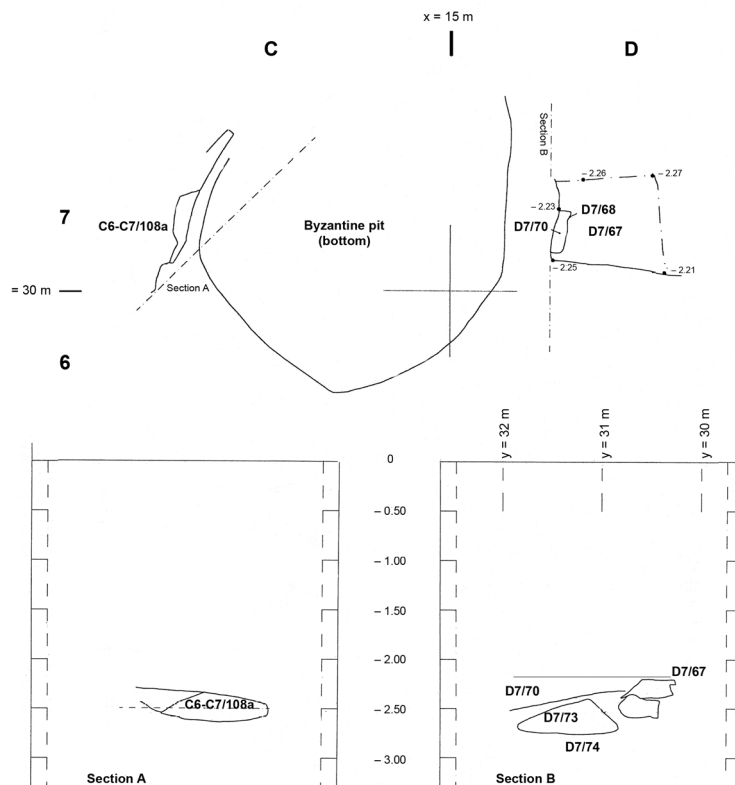 x = 15 m
C
D
Section B
– 2.26
– 2.27
7
C6-C7/108a
Byzantine pit
(bottom)
– 2.23
D7/68
D7/70
D7/67
– 2.25
– 2.21
= 30 m
Section A
6
y = 32 m
y = 31 m
y = 30 m
0
– 0.50
– 1.00
– 1.50
– 2.00
– 2.50
– 3.00
C6-C7/108a
Section A
D7/67
D7/70
D7/73
D7/74
Section B